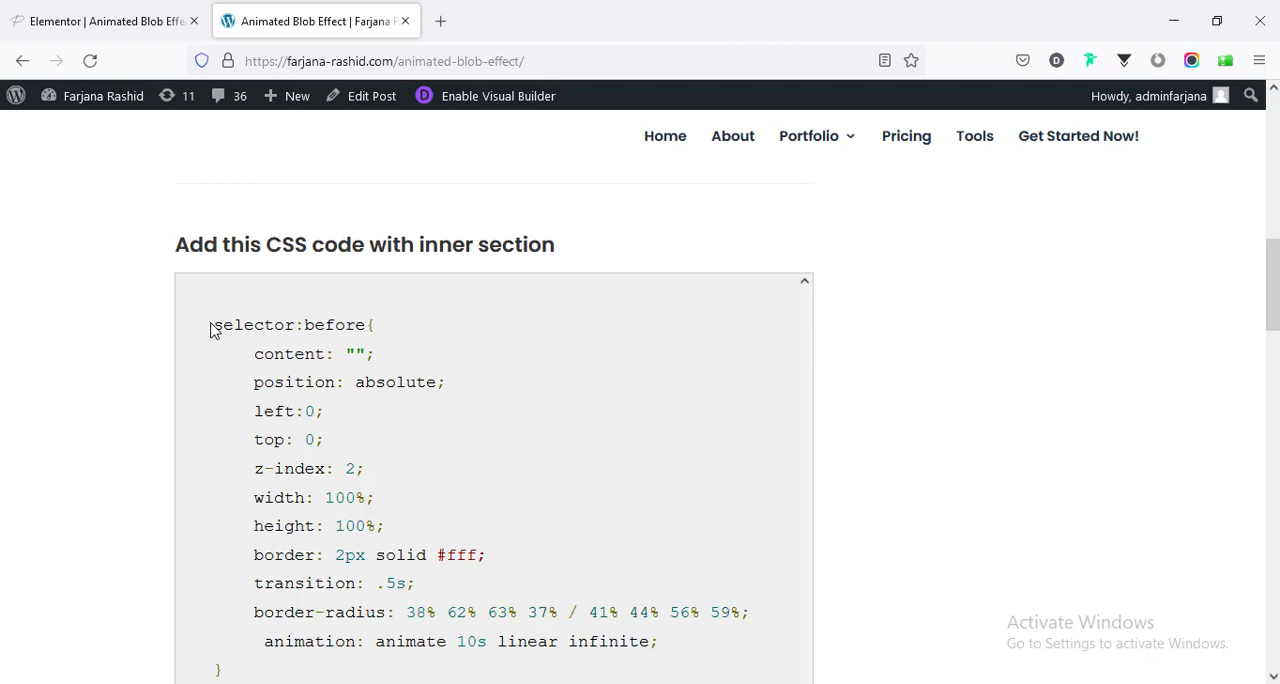 Elementor | Animated Blob Effe
Animated Blob Effect | Farjana F
https://farjana-rashid.com/animated-blob-effect/
Farjana Rashid 11 36 New Edit Post D Enable Visual Builder Howdy, adminfarjana
Home About Portfolio Pricing Tools Get Started Now!
Add this CSS code with inner section
selector:before{
content: "";
position: absolute;
left:0;
top: 0;
z-index: 2;
width: 100%;
height: 100%;
border: 2px solid #fff;
transition: .5s;
border-radius: 38% 62% 63% 37% / 41% 44% 56% 59%;
animation: animate 10s linear infinite;
}
Activate Windows
Go to Settings to activate Windows.